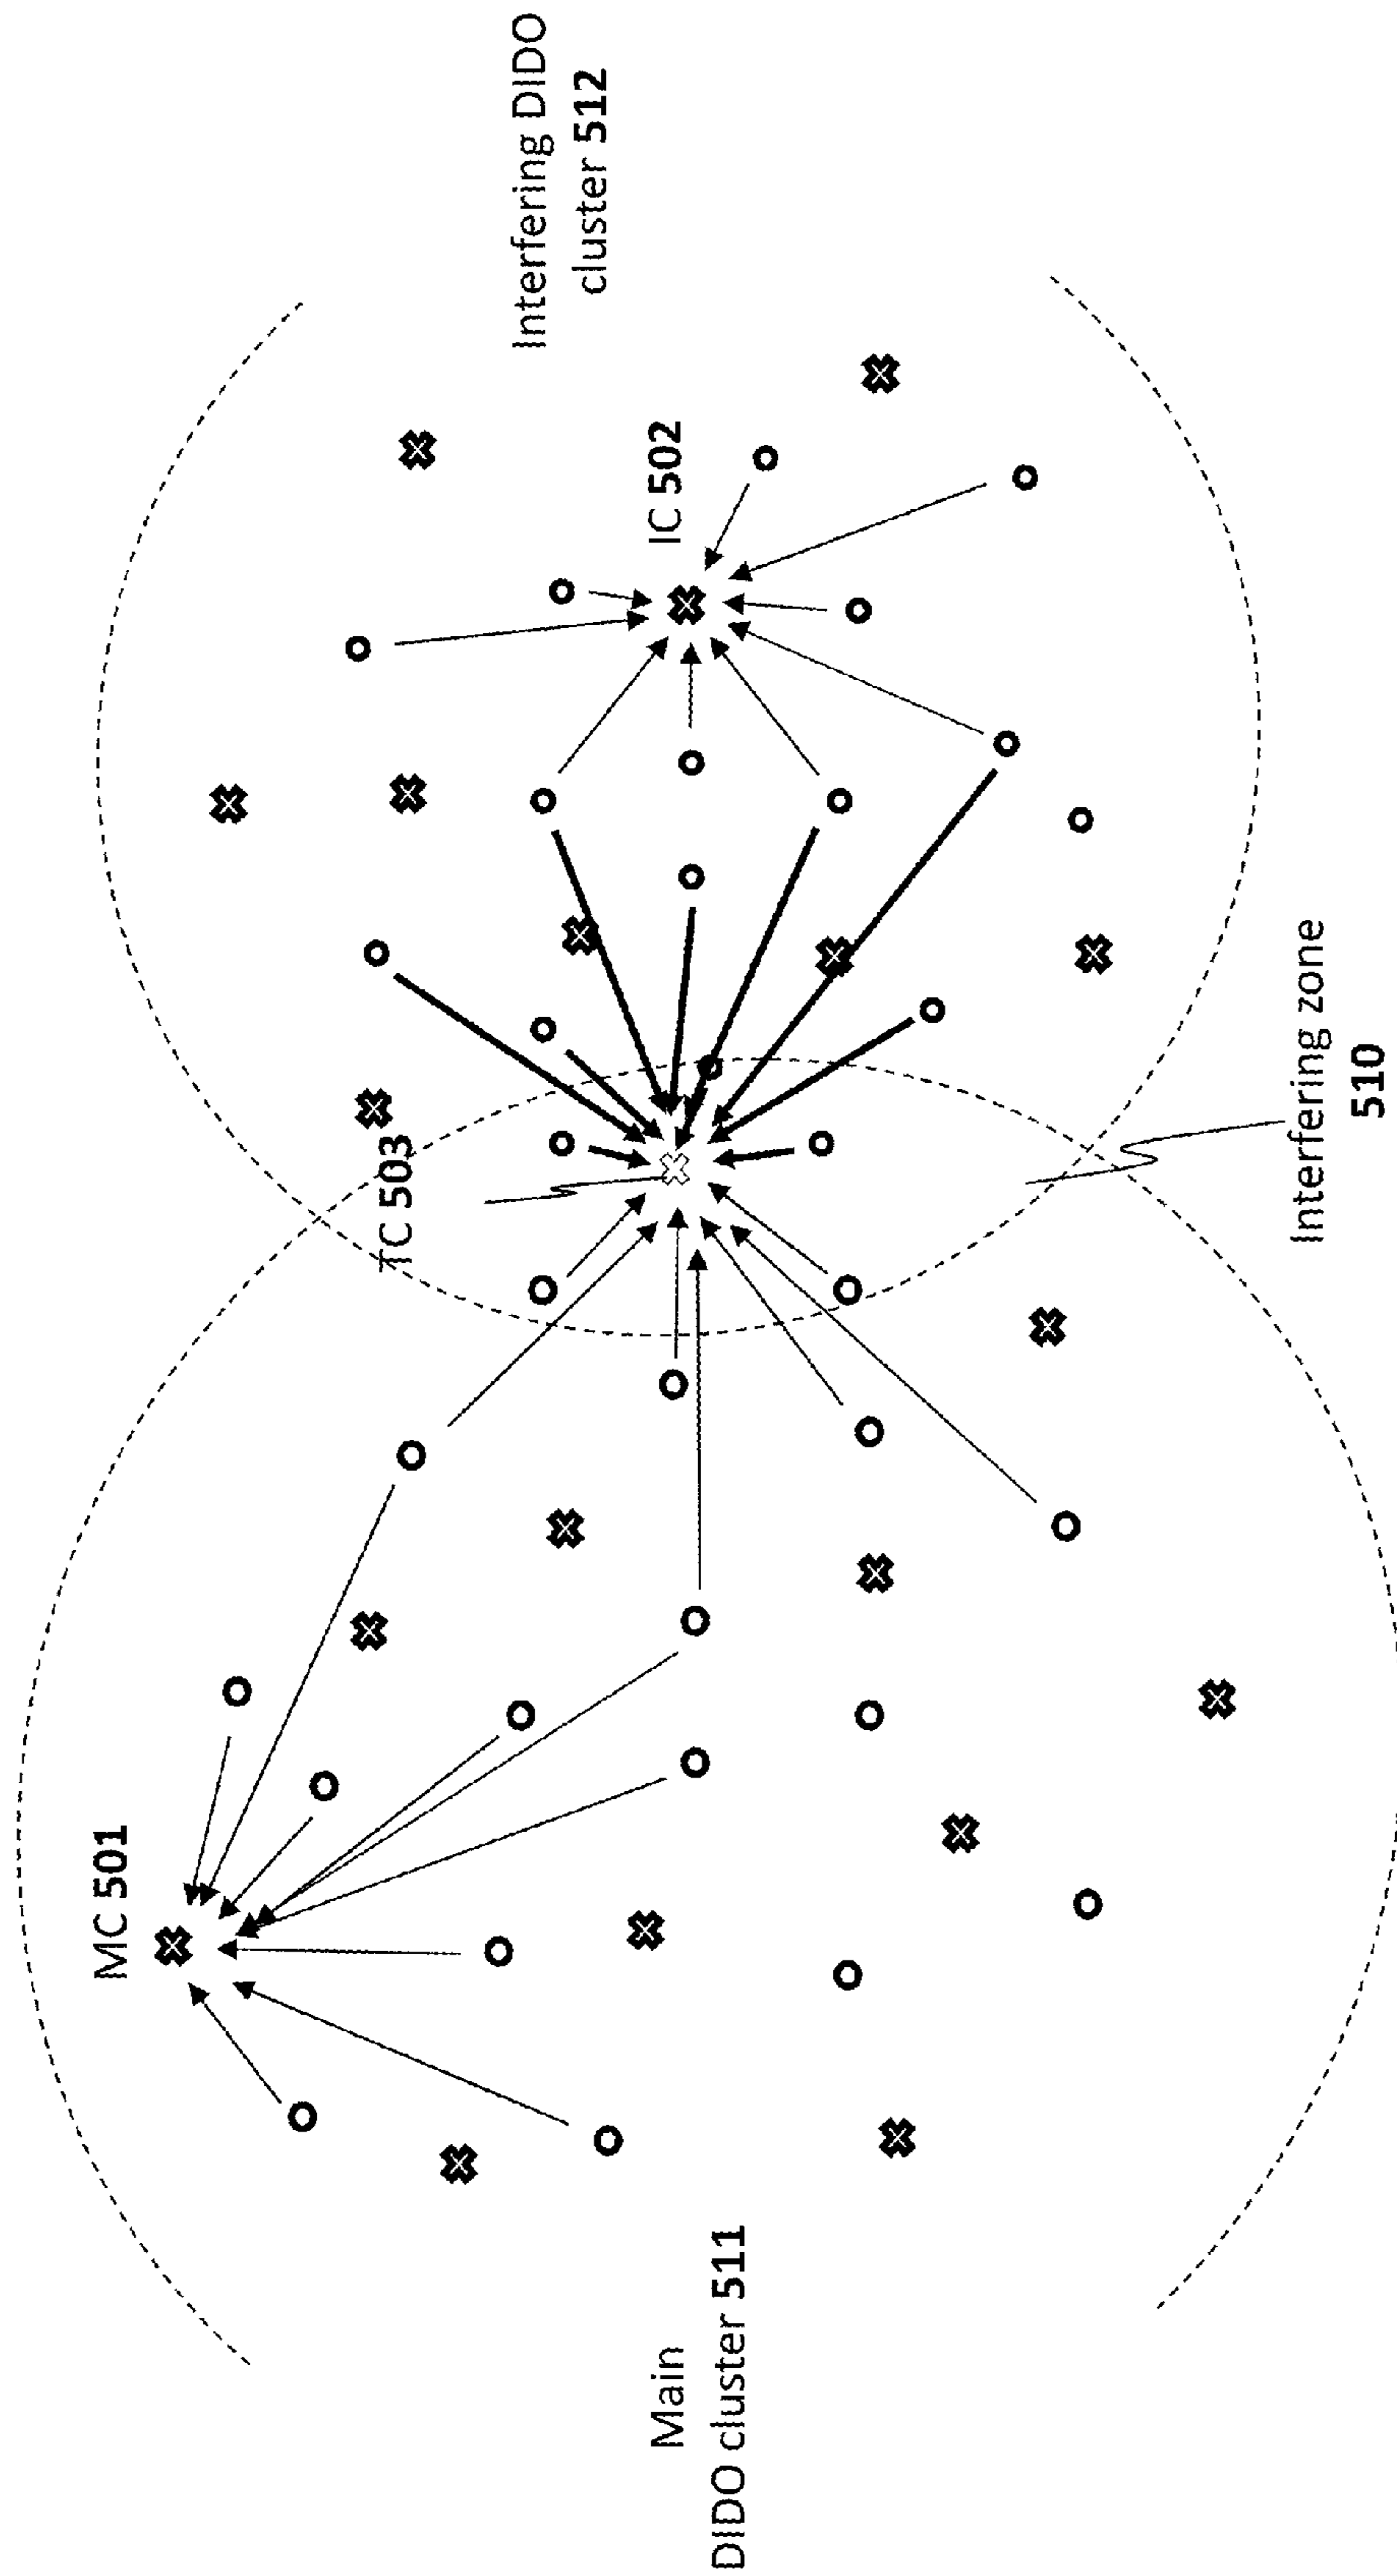 Main
DIDO cluster 511
MC 501
TC 503
IC 502
Interfering DIDO
cluster 512
Interfering zone
510